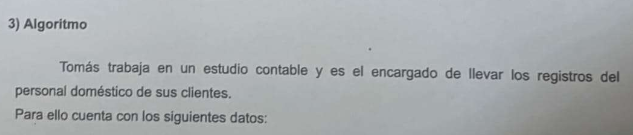 3) Algoritmo
Tomás trabaja en un estudio contable y es el encargado de llevar los registros del
personal doméstico de sus clientes.
Para ello cuenta con los siguientes datos: